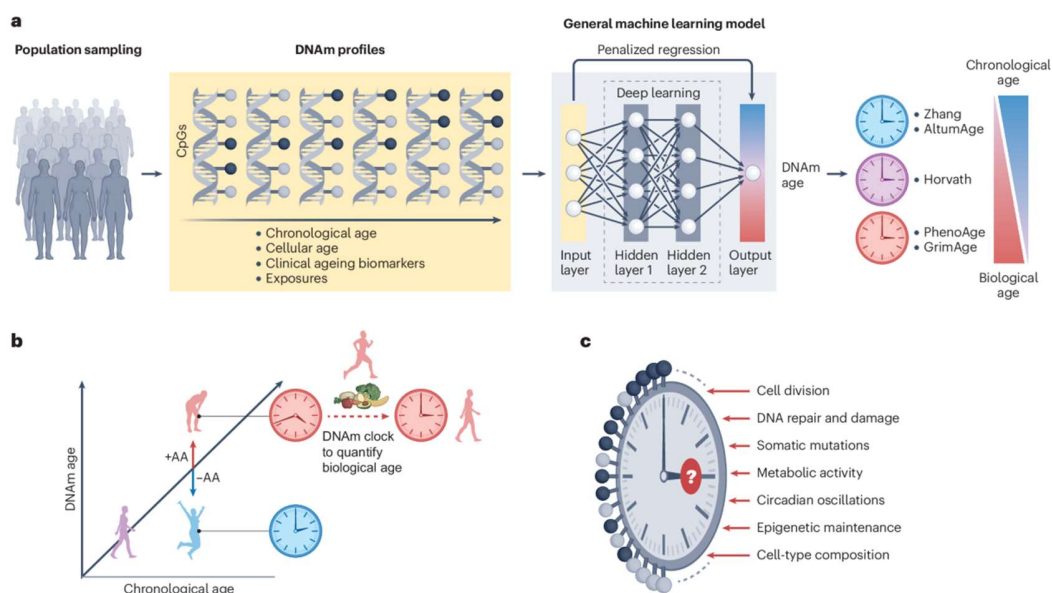 a
Population sampling
DNAm profiles
General machine learning model
Penalized regression
Deep learning
CpGs
• Chronological age
• Cellular age
• Clinical ageing biomarkers
• Exposures
Input
layer
Hidden
layer 1
Hidden
layer 2
Output
layer
DNAm
age
Chronological
age
• Zhang
• AltumAge
• Horvath
• PhenoAge
• GrimAge
Biological
age
b
DNAm age
+AA
–AA
DNAm clock
to quantify
biological age
Chronological age
c
?
Cell division
DNA repair and damage
Somatic mutations
Metabolic activity
Circadian oscillations
Epigenetic maintenance
Cell-type composition